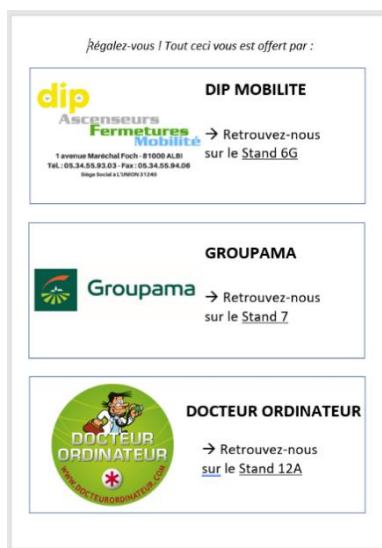 Régalez-vous ! Tout ceci vous est offert par :
dip
Ascenseurs
Fermetures
Mobilité
1 avenue Maréchal Foch - 81000 ALBI
Tél. : 05.34.55.93.03 - Fax : 05.34.55.94.06
Siège Social à L'UNION 31240
DIP MOBILITE
→ Retrouvez-nous
sur le Stand 6G
Groupama
GROUPAMA
→ Retrouvez-nous
sur le Stand 7
DOCTEUR
ORDINATEUR
WWW.DOCTEURORDINATEUR.COM
DOCTEUR ORDINATEUR
→ Retrouvez-nous
sur le Stand 12A